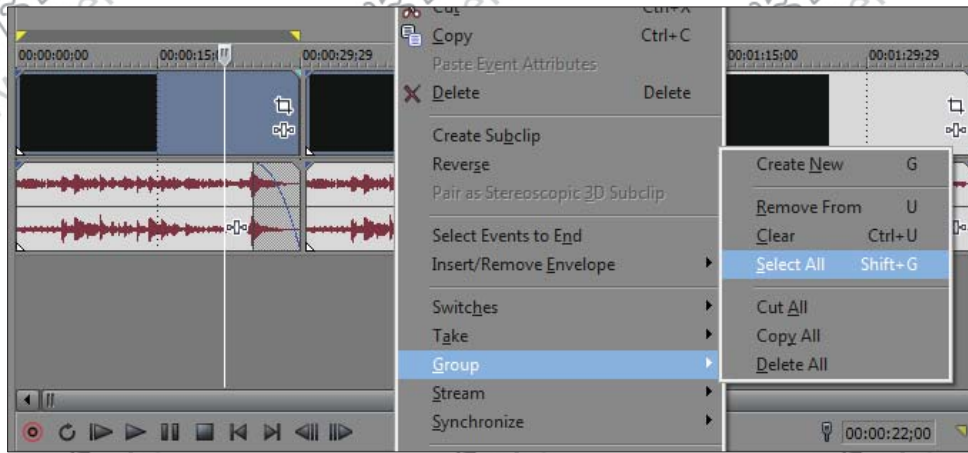 Cut Ctrl+X
Copy Ctrl+C
Paste Event Attributes
Delete Delete
Create Subclip
Reverse
Pair as Stereoscopic 3D Subclip
Select Events to End
Insert/Remove Envelope
Switches
Take
Group
Stream
Synchronize
00:00:00;00
00:00:15;
00:00:29;29
00:01:15;00
00:01:29;29
Create New G
Remove From U
Clear Ctrl+U
Select All Shift+G
Cut All
Copy All
Delete All
00:00:22;00